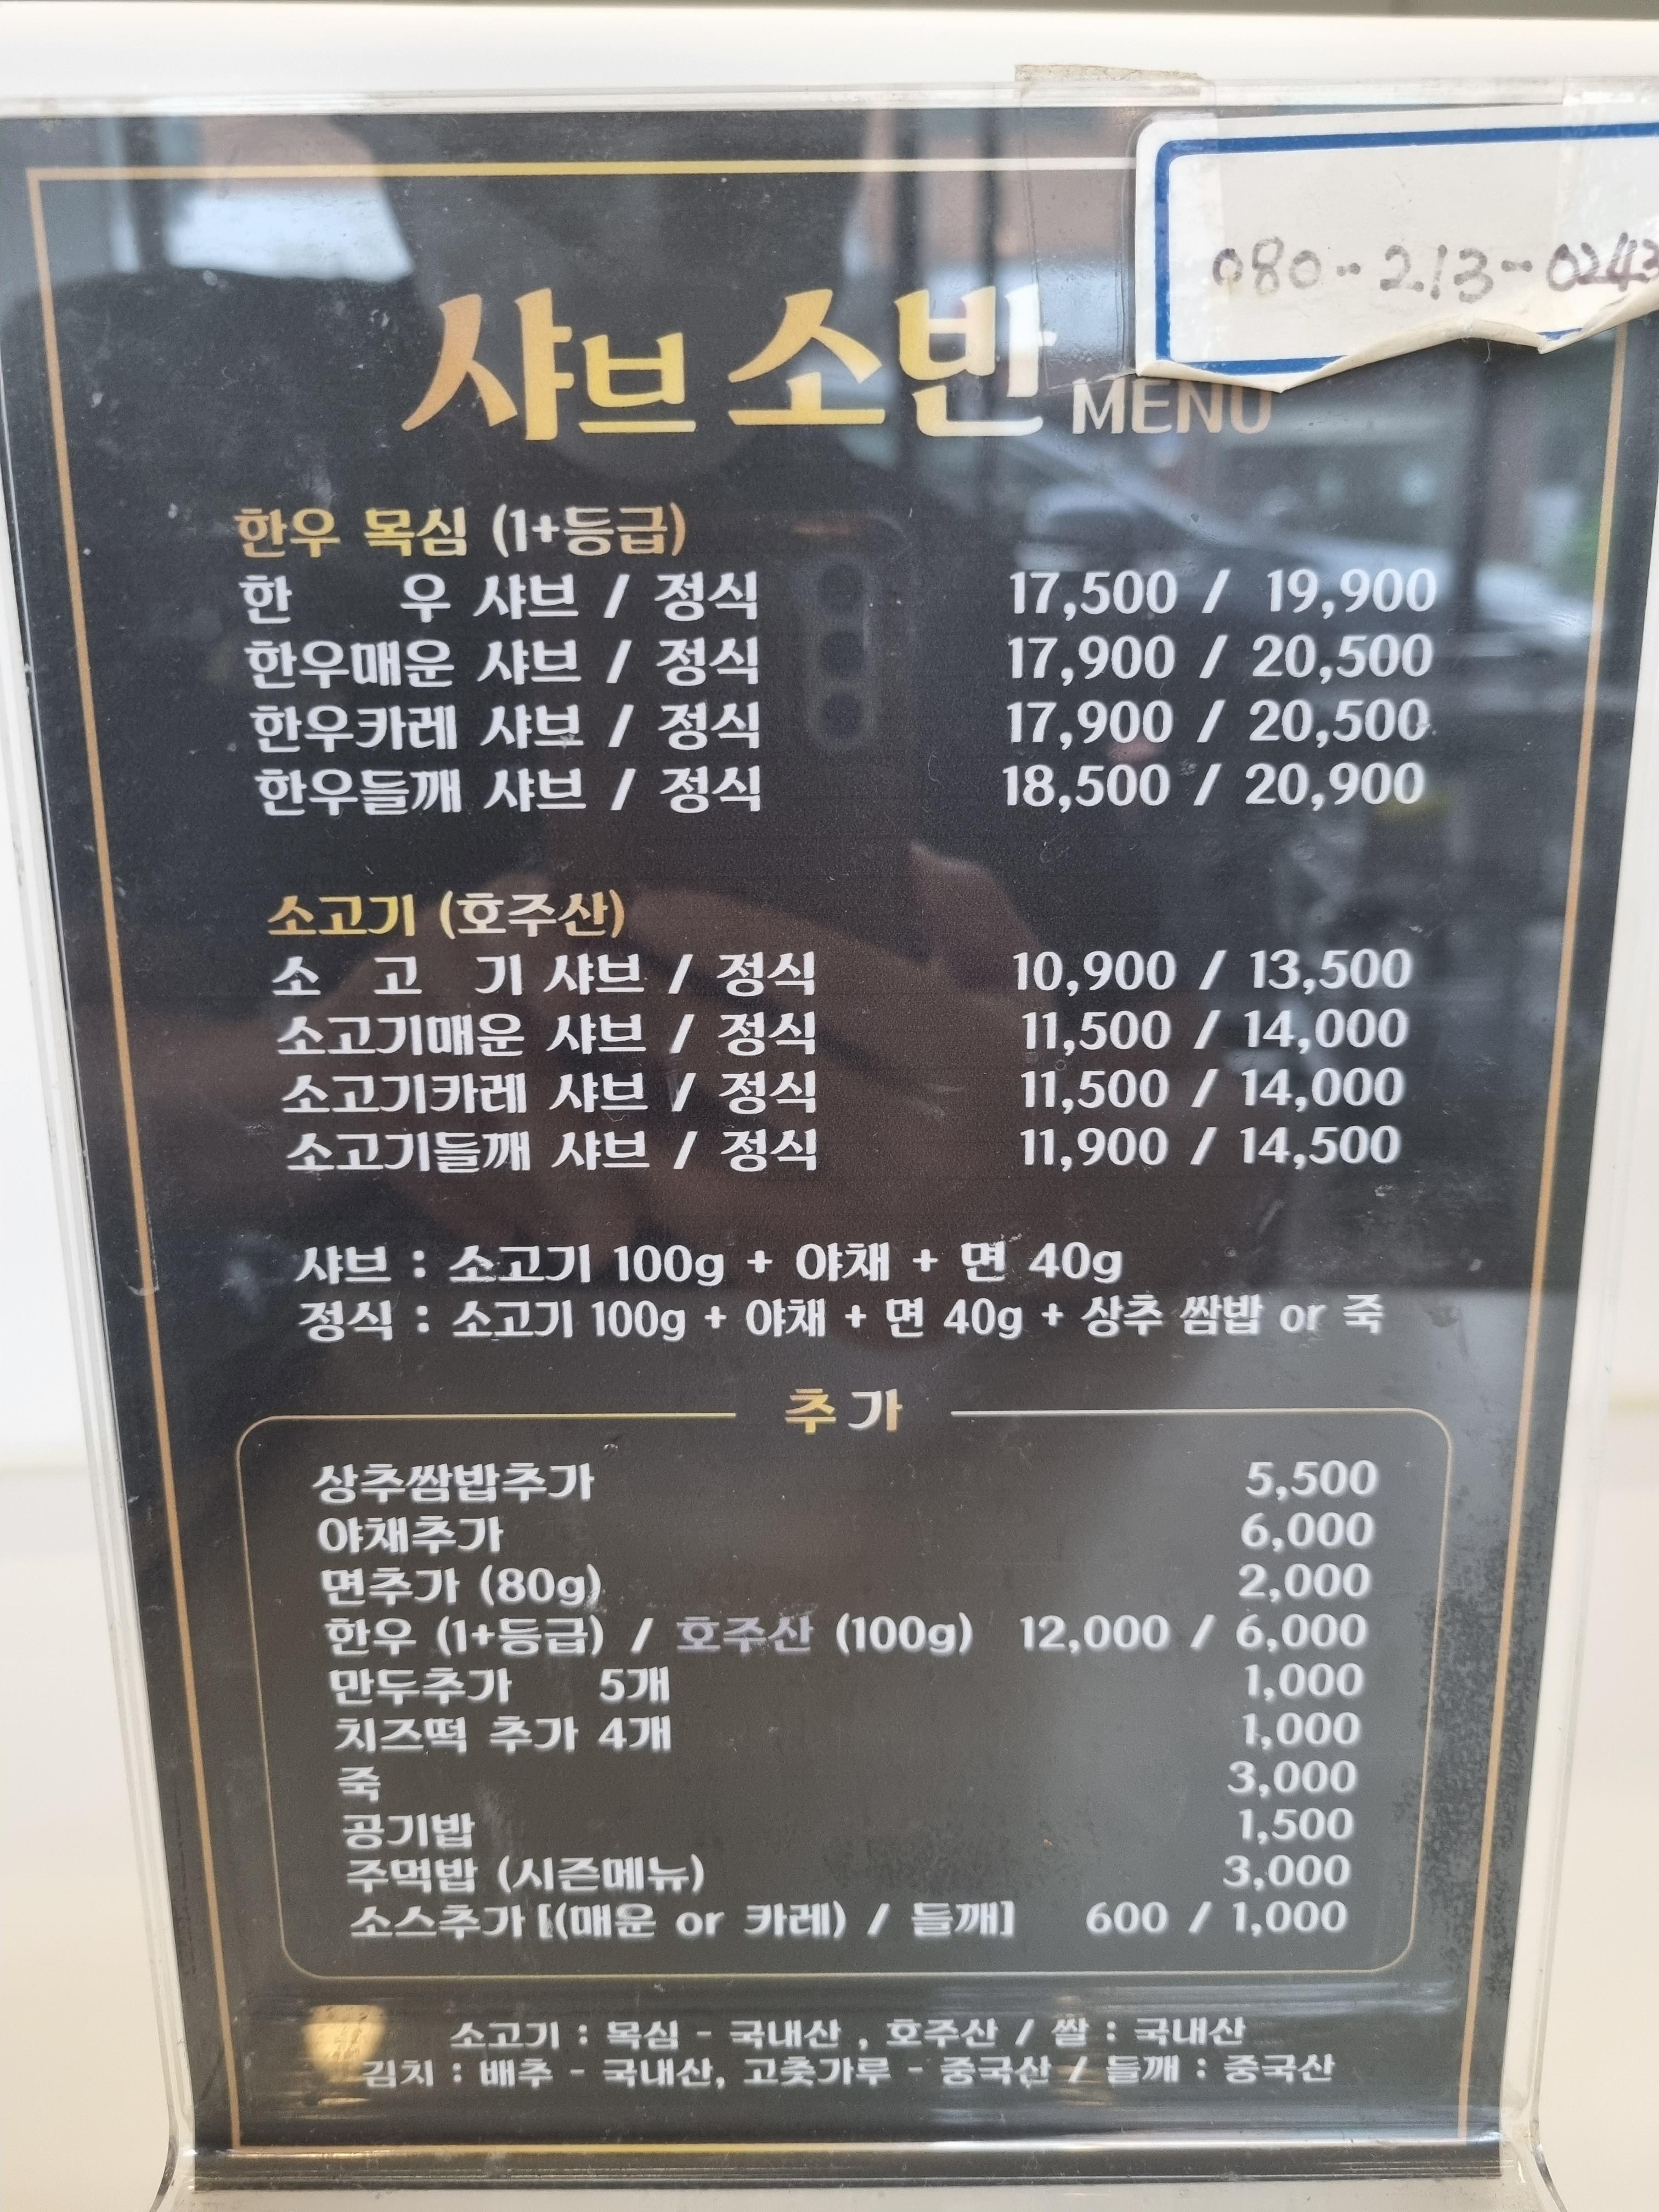 080-213-0243
샤브 소반 MENU
한우 목심 (1+등급)
한 우 샤브 / 정식 17,500 / 19,900
한우매운 샤브 / 정식 17,900 / 20,500
한우카레 샤브 / 정식 17,900 / 20,500
한우들깨 샤브 / 정식 18,500 / 20,900
소고기 (호주산)
소 고 기 샤브 / 정식 10,900 / 13,500
소고기매운 샤브 / 정식 11,500 / 14,000
소고기카레 샤브 / 정식 11,500 / 14,000
소고기들깨 샤브 / 정식 11,900 / 14,500
샤브 : 소고기 100g + 야채 + 면 40g
정식 : 소고기 100g + 야채 + 면 40g + 상추 쌈밥 or 죽
추가
상추쌈밥추가 5,500
야채추가 6,000
면추가 (80g) 2,000
한우 (1+등급) / 호주산 (100g) 12,000 / 6,000
만두추가 5개 1,000
치즈떡 추가 4개 1,000
죽 3,000
공기밥 1,500
주먹밥 (시즌메뉴) 3,000
소스추가 [(매운 or 카레) / 들깨] 600 / 1,000
소고기 : 목심 - 국내산 , 호주산 / 쌀 : 국내산
김치 : 배추 - 국내산, 고춧가루 - 중국산 / 들깨 : 중국산